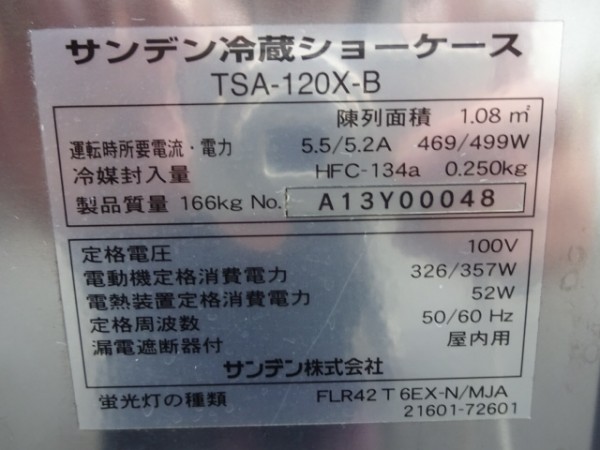 サンデン冷蔵ショーケース
TSA-120X-B
陳列面積 1.08㎡
運転時所要電流・電力 5.5/5.2A 469/499W
冷媒封入量 HFC-134a 0.250kg
製品質量 166kg No. A13Y00048
定格電圧 100V
電動機定格消費電力 326/357W
電熱装置定格消費電力 52W
定格周波数 50/60 Hz
漏電遮断器付 屋内用
サンデン株式会社
蛍光灯の種類 FLR42T6EX-N/MJA
21601-72601